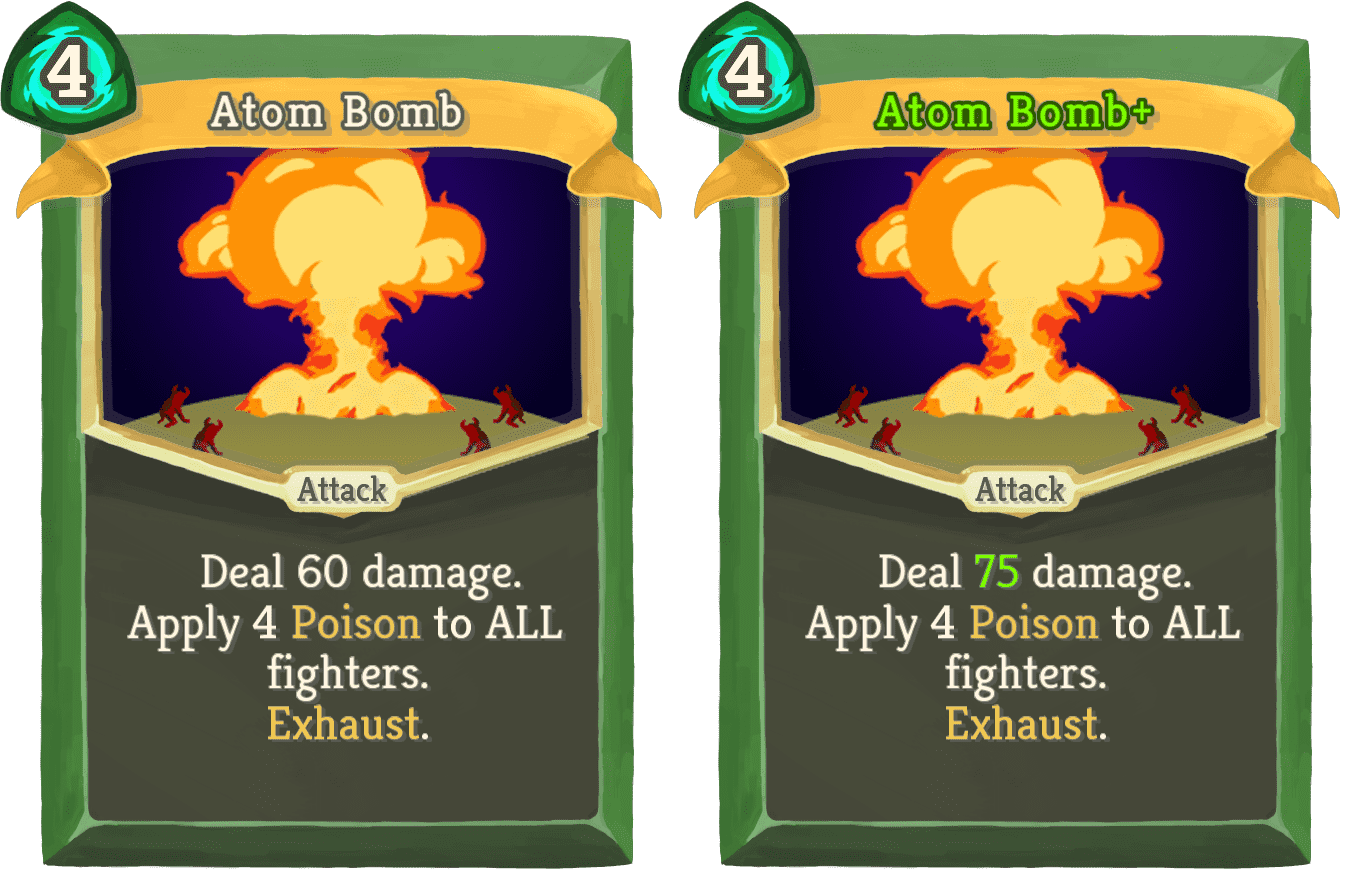 4
Atom Bomb
Attack
Deal 60 damage.
Apply 4 Poison to ALL
fighters.
Exhaust.
4
Atom Bomb+
Attack
Deal 75 damage.
Apply 4 Poison to ALL
fighters.
Exhaust.